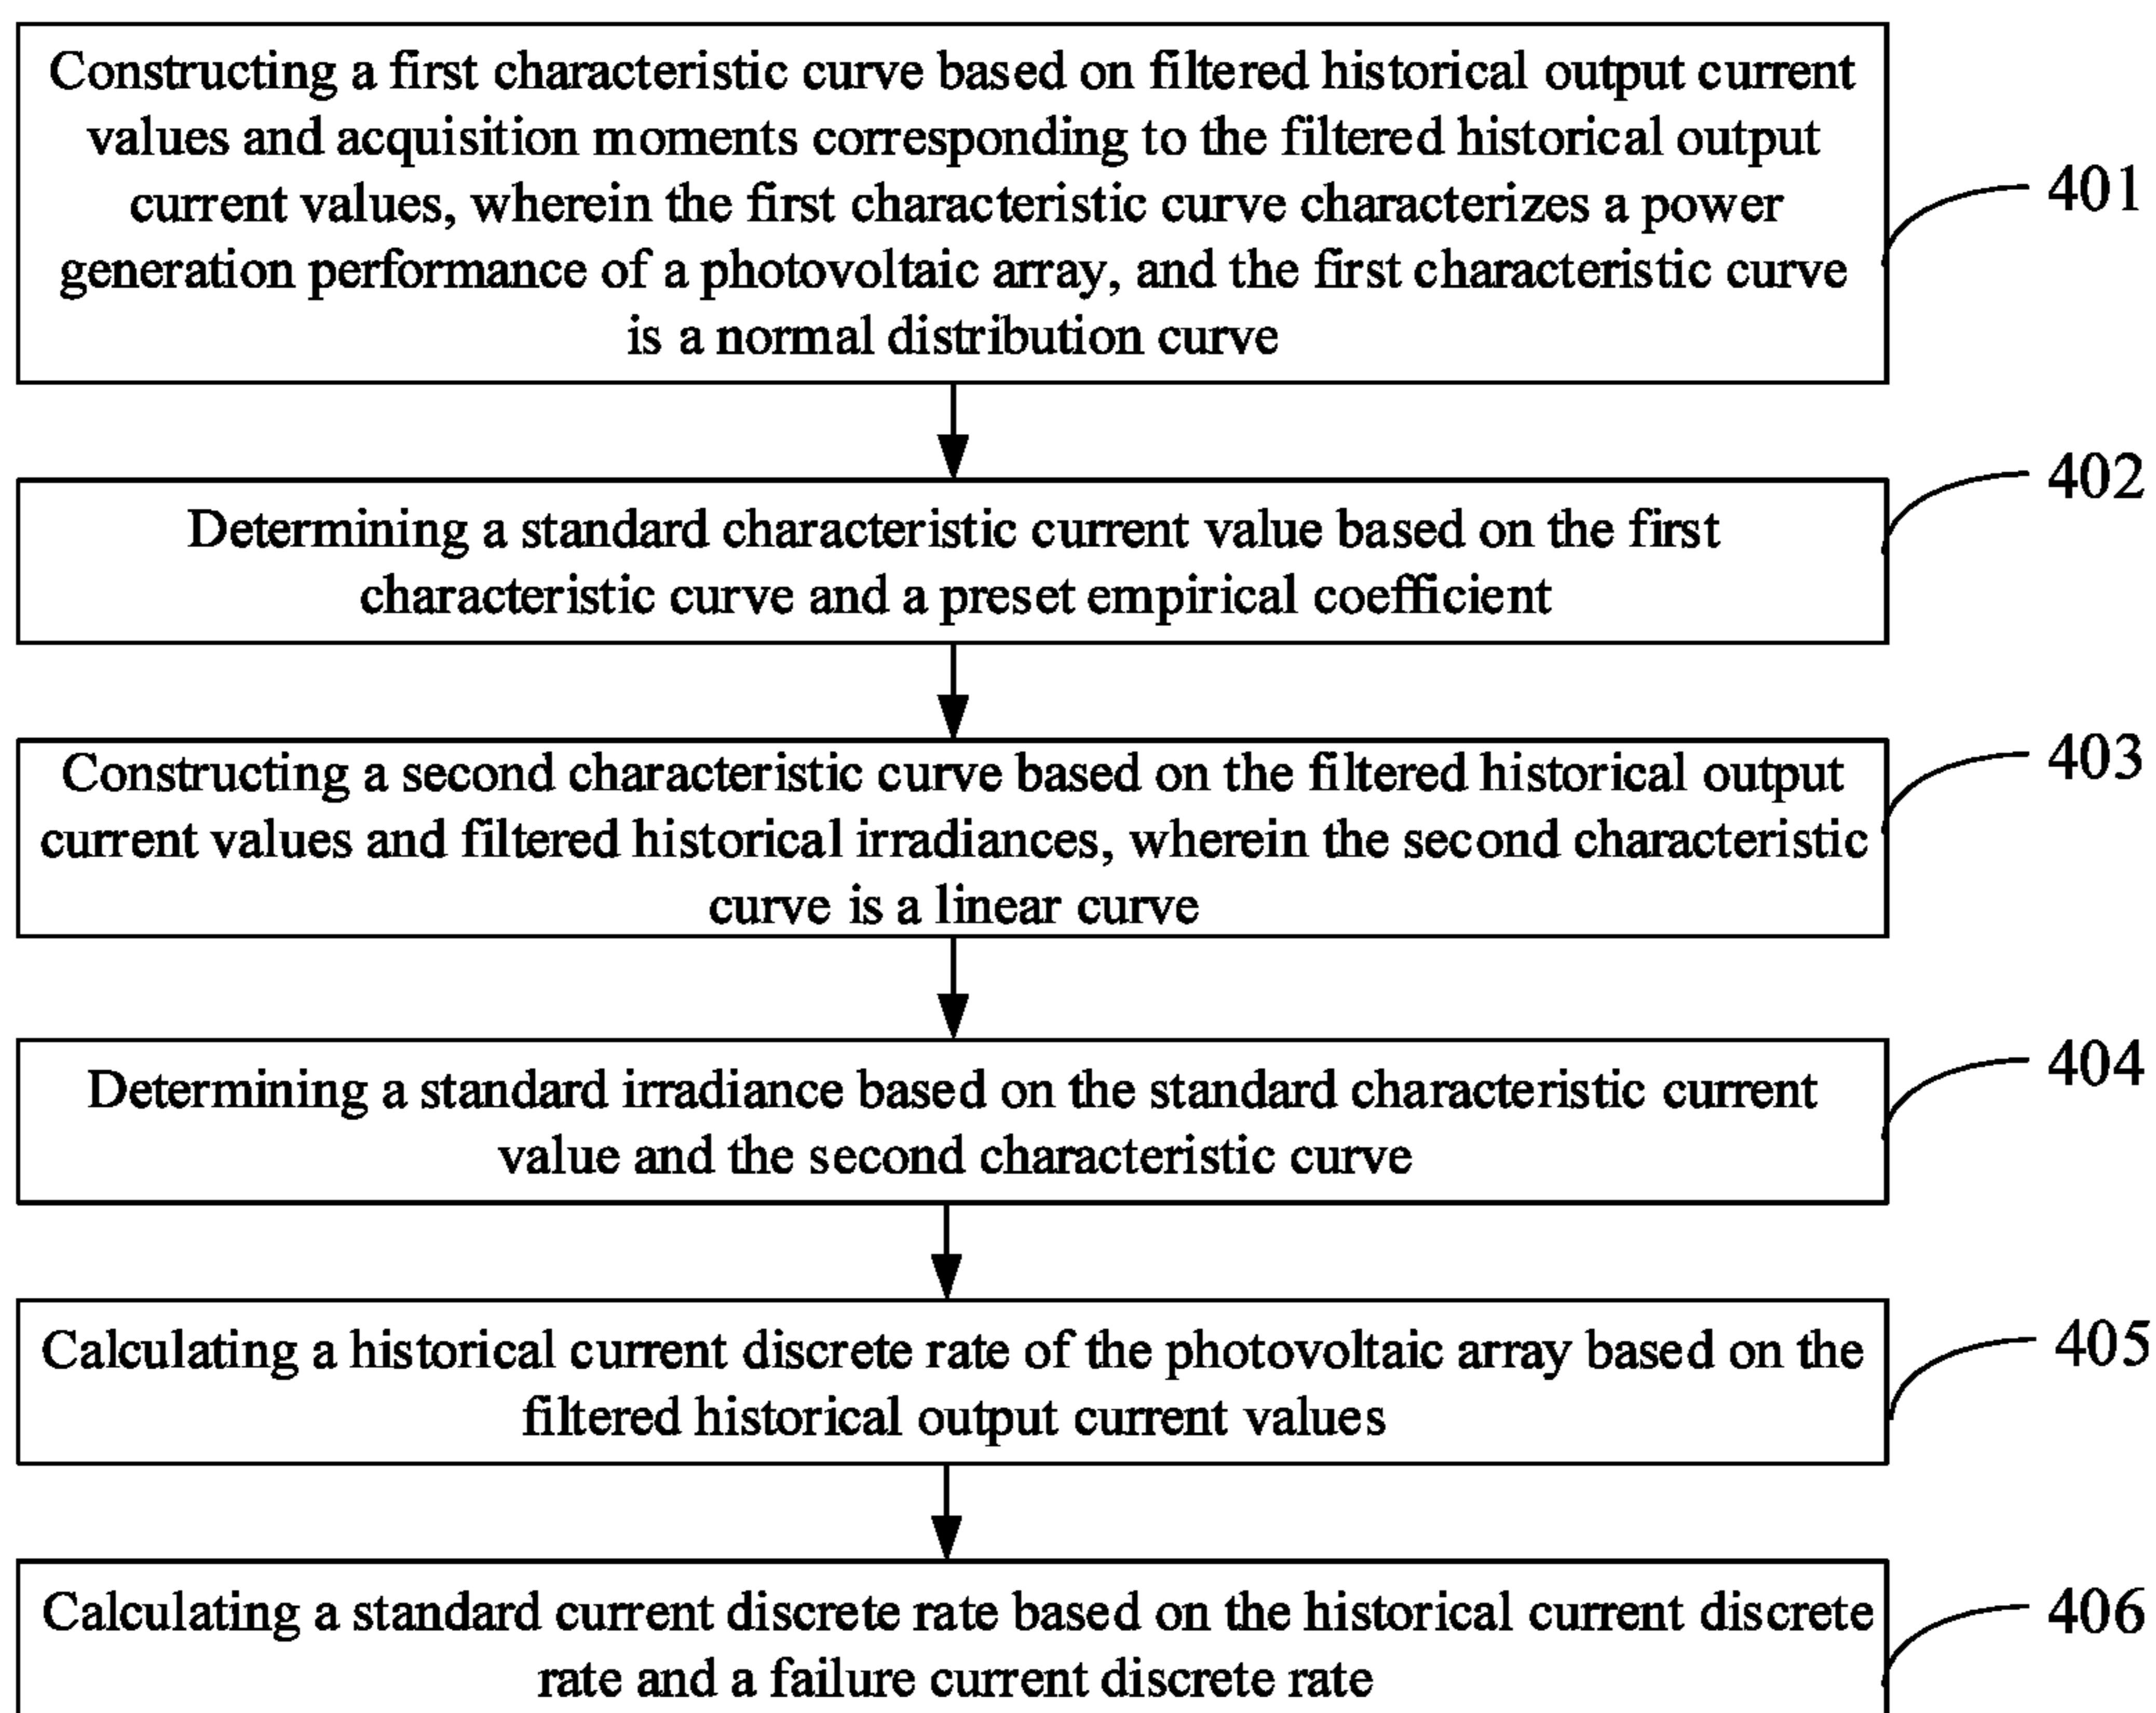 Constructing a first characteristic curve based on filtered historical output current
values and acquisition moments corresponding to the filtered historical output
current values, wherein the first characteristic curve characterizes a power
generation performance of a photovoltaic array, and the first characteristic curve
is a normal distribution curve
401
Determining a standard characteristic current value based on the first
characteristic curve and a preset empirical coefficient
402
Constructing a second characteristic curve based on the filtered historical output
current values and filtered historical irradiances, wherein the second characteristic
curve is a linear curve
403
Determining a standard irradiance based on the standard characteristic current
value and the second characteristic curve
404
Calculating a historical current discrete rate of the photovoltaic array based on the
filtered historical output current values
405
Calculating a standard current discrete rate based on the historical current discrete
rate and a failure current discrete rate
406